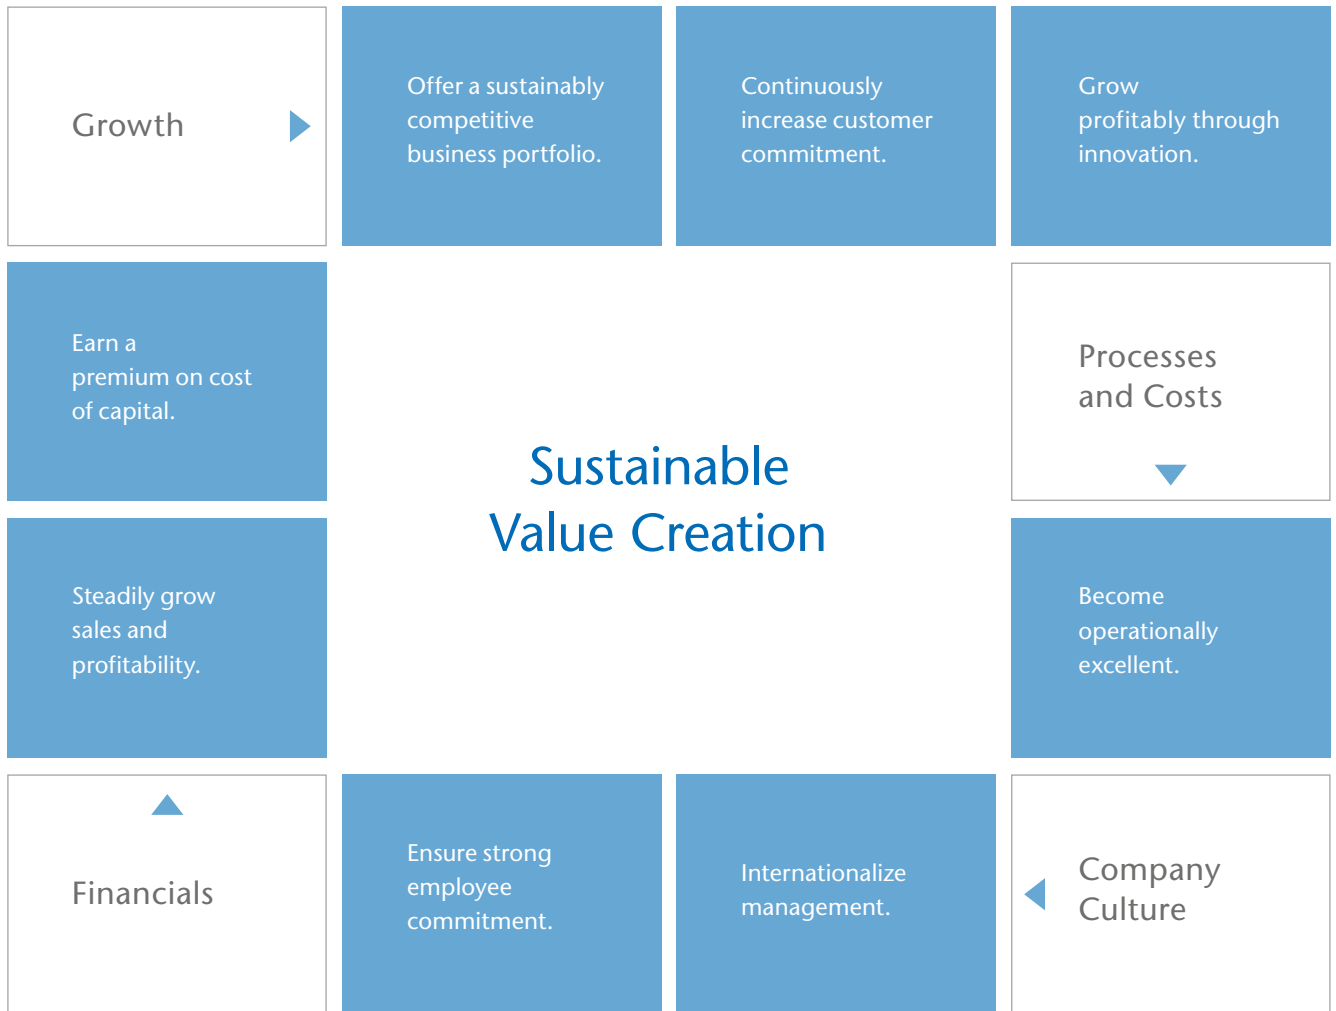 Growth
Offer a sustainably
competitive
business portfolio.
Continuously
increase customer
commitment.
Grow
profitably through
innovation.
Earn a
premium on cost
of capital.
Sustainable
Value Creation
Processes
and Costs
Steadily grow
sales and
profitability.
Become
operationally
excellent.
Financials
Ensure strong
employee
commitment.
Internationalize
management.
Company
Culture